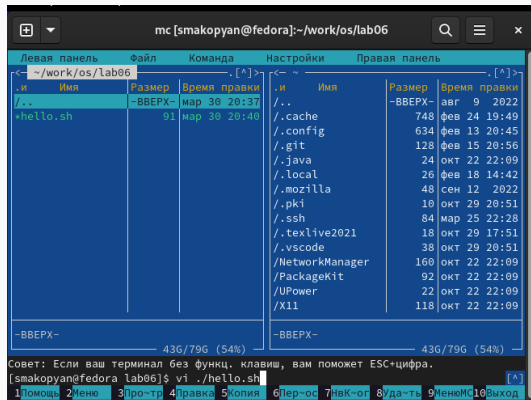 mc [smakopyan@fedora]:~/work/os/lab06
Левая панель Файл Команда Настройки Правая панель
<— ~/work/os/lab06 .[^]> <— ~ .[^]>
.и Имя Размер Время правки .и Имя Размер Время правки
/.. -ВВЕРХ- мар 30 20:37 /.. -ВВЕРХ- авг 9 2022
*hello.sh 91 мар 30 20:40 /.cache 748 фев 24 19:49
/.config 634 фев 13 20:45
/.git 128 фев 15 20:56
/.java 24 окт 22 22:09
/.local 26 фев 18 14:42
/.mozilla 48 сен 12 2022
/.pki 10 окт 29 20:51
/.ssh 84 мар 25 22:28
/.texlive2021 18 окт 29 17:51
/.vscode 38 окт 29 20:51
/NetworkManager 160 окт 22 22:09
/PackageKit 92 окт 22 22:09
/UPower 22 окт 22 22:09
/X11 118 окт 22 22:09
-ВВЕРХ- -ВВЕРХ-
43G/79G (54%) 43G/79G (54%)
Совет: Если ваш терминал без функц. клавиш, вам поможет ESC+цифра.
[smakopyan@fedora lab06]$ vi ./hello.sh [^]
1Помощь 2Меню 3Про~тр 4Правка 5Копия 6Пер~ос 7НвК~ог 8Уда~ть 9МенюMC 10Выход